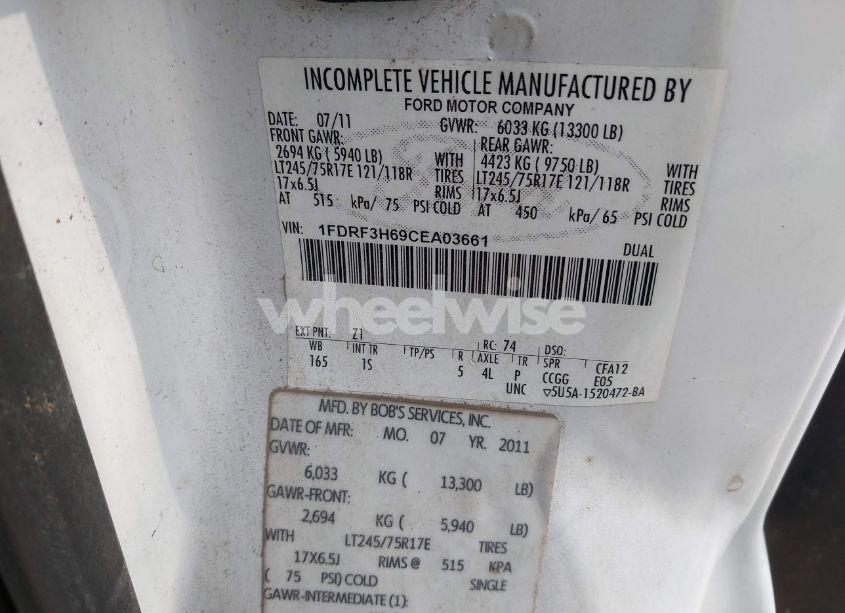 INCOMPLETE VEHICLE MANUFACTURED BY
FORD MOTOR COMPANY
DATE: 07/11 GVWR: 6033 KG (13300 LB)
FRONT GAWR: REAR GAWR:
2694 KG ( 5940 LB) WITH 4423 KG ( 9750 LB) WITH
LT245/75R17E 121/118R TIRES LT245/75R17E 121/118R TIRES
17x6.5J RIMS 17x6.5J RIMS
AT 515 kPa/ 75 PSI COLD AT 450 kPa/ 65 PSI COLD
VIN: 1FDRF3H69CEA03661 DUAL
wheelwise
EXT PNT: Z1 RC: 74 DSO:
WB INT TR TP/PS R AXLE TR SPR CFA12
165 1S 5 4L P CCGG E05
UNC ▽5U5A-1520472-BA
MFD. BY BOB'S SERVICES, INC.
DATE OF MFR: MO. 07 YR. 2011
GVWR:
6,033 KG ( 13,300 LB)
GAWR-FRONT:
2,694 KG ( 5,940 LB)
WITH LT245/75R17E TIRES
17X6.5J RIMS @ 515 KPA
( 75 PSI) COLD SINGLE
GAWR-INTERMEDIATE (1):